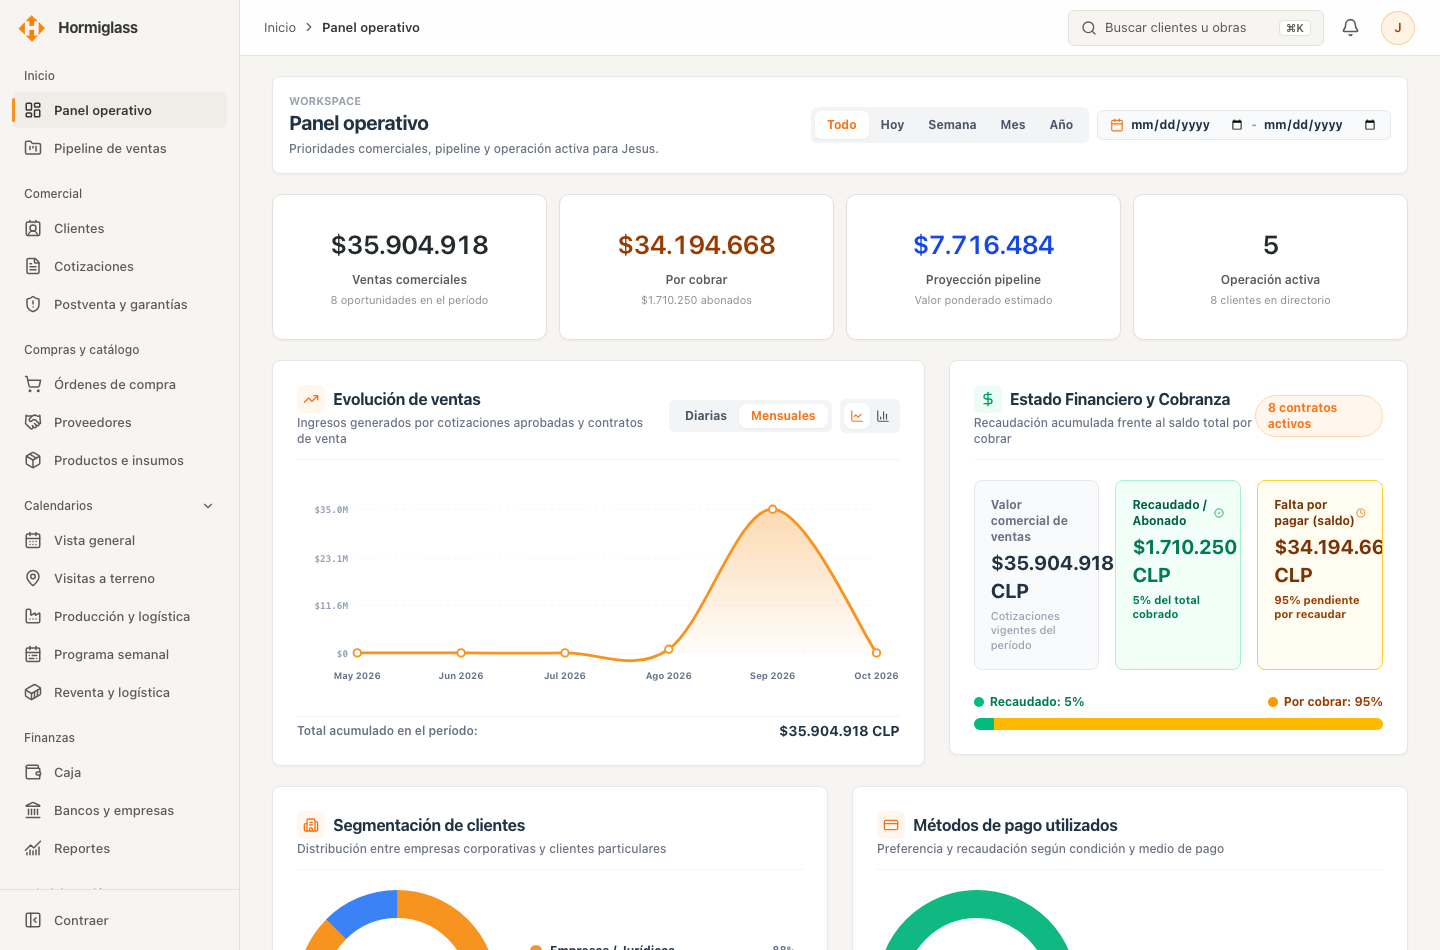 Hormiglass
Inicio
Panel operativo
Pipeline de ventas
Comercial
Clientes
Cotizaciones
Postventa y garantías
Compras y catálogo
Órdenes de compra
Proveedores
Productos e insumos
Calendarios
Vista general
Visitas a terreno
Producción y logística
Programa semanal
Reventa y logística
Finanzas
Caja
Bancos y empresas
Reportes
Contraer
Inicio > Panel operativo
Buscar clientes u obras ⌘K
J
WORKSPACE
Panel operativo
Prioridades comerciales, pipeline y operación activa para Jesus.
Todo Hoy Semana Mes Año
mm/dd/yyyy - mm/dd/yyyy
$35.904.918
Ventas comerciales
8 oportunidades en el período
$34.194.668
Por cobrar
$1.710.250 abonados
$7.716.484
Proyección pipeline
Valor ponderado estimado
5
Operación activa
8 clientes en directorio
Evolución de ventas
Ingresos generados por cotizaciones aprobadas y contratos
de venta
Diarias Mensuales
$35.0M
$23.1M
$11.6M
$0
May 2026 Jun 2026 Jul 2026 Ago 2026 Sep 2026 Oct 2026
Total acumulado en el período: $35.904.918 CLP
Estado Financiero y Cobranza
Recaudación acumulada frente al saldo total por
cobrar
8 contratos
activos
Valor
comercial de
ventas
$35.904.918
CLP
Cotizaciones
vigentes del
período
Recaudado /
Abonado
$1.710.250
CLP
5% del total
cobrado
Falta por
pagar (saldo)
$34.194.66
CLP
95% pendiente
por recaudar
Recaudado: 5% Por cobrar: 95%
Segmentación de clientes
Distribución entre empresas corporativas y clientes particulares
Empresas / Jurídicas 88%
Métodos de pago utilizados
Preferencia y recaudación según condición y medio de pago